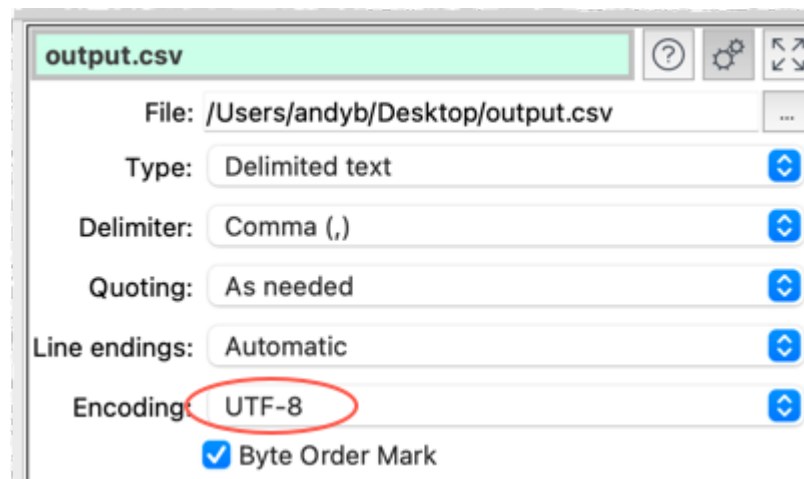 output.csv
File: /Users/andyb/Desktop/output.csv ...
Type: Delimited text
Delimiter: Comma (,)
Quoting: As needed
Line endings: Automatic
Encoding: UTF-8
Byte Order Mark